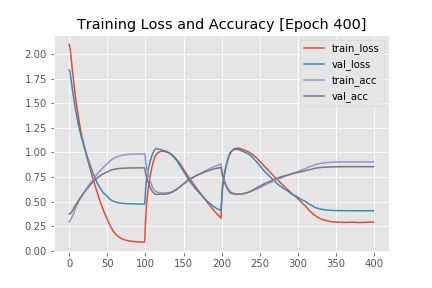 Training Loss and Accuracy [Epoch 400]
train_loss
val_loss
train_acc
val_acc
2.00
1.75
1.50
1.25
1.00
0.75
0.50
0.25
0.00
0 50 100 150 200 250 300 350 400